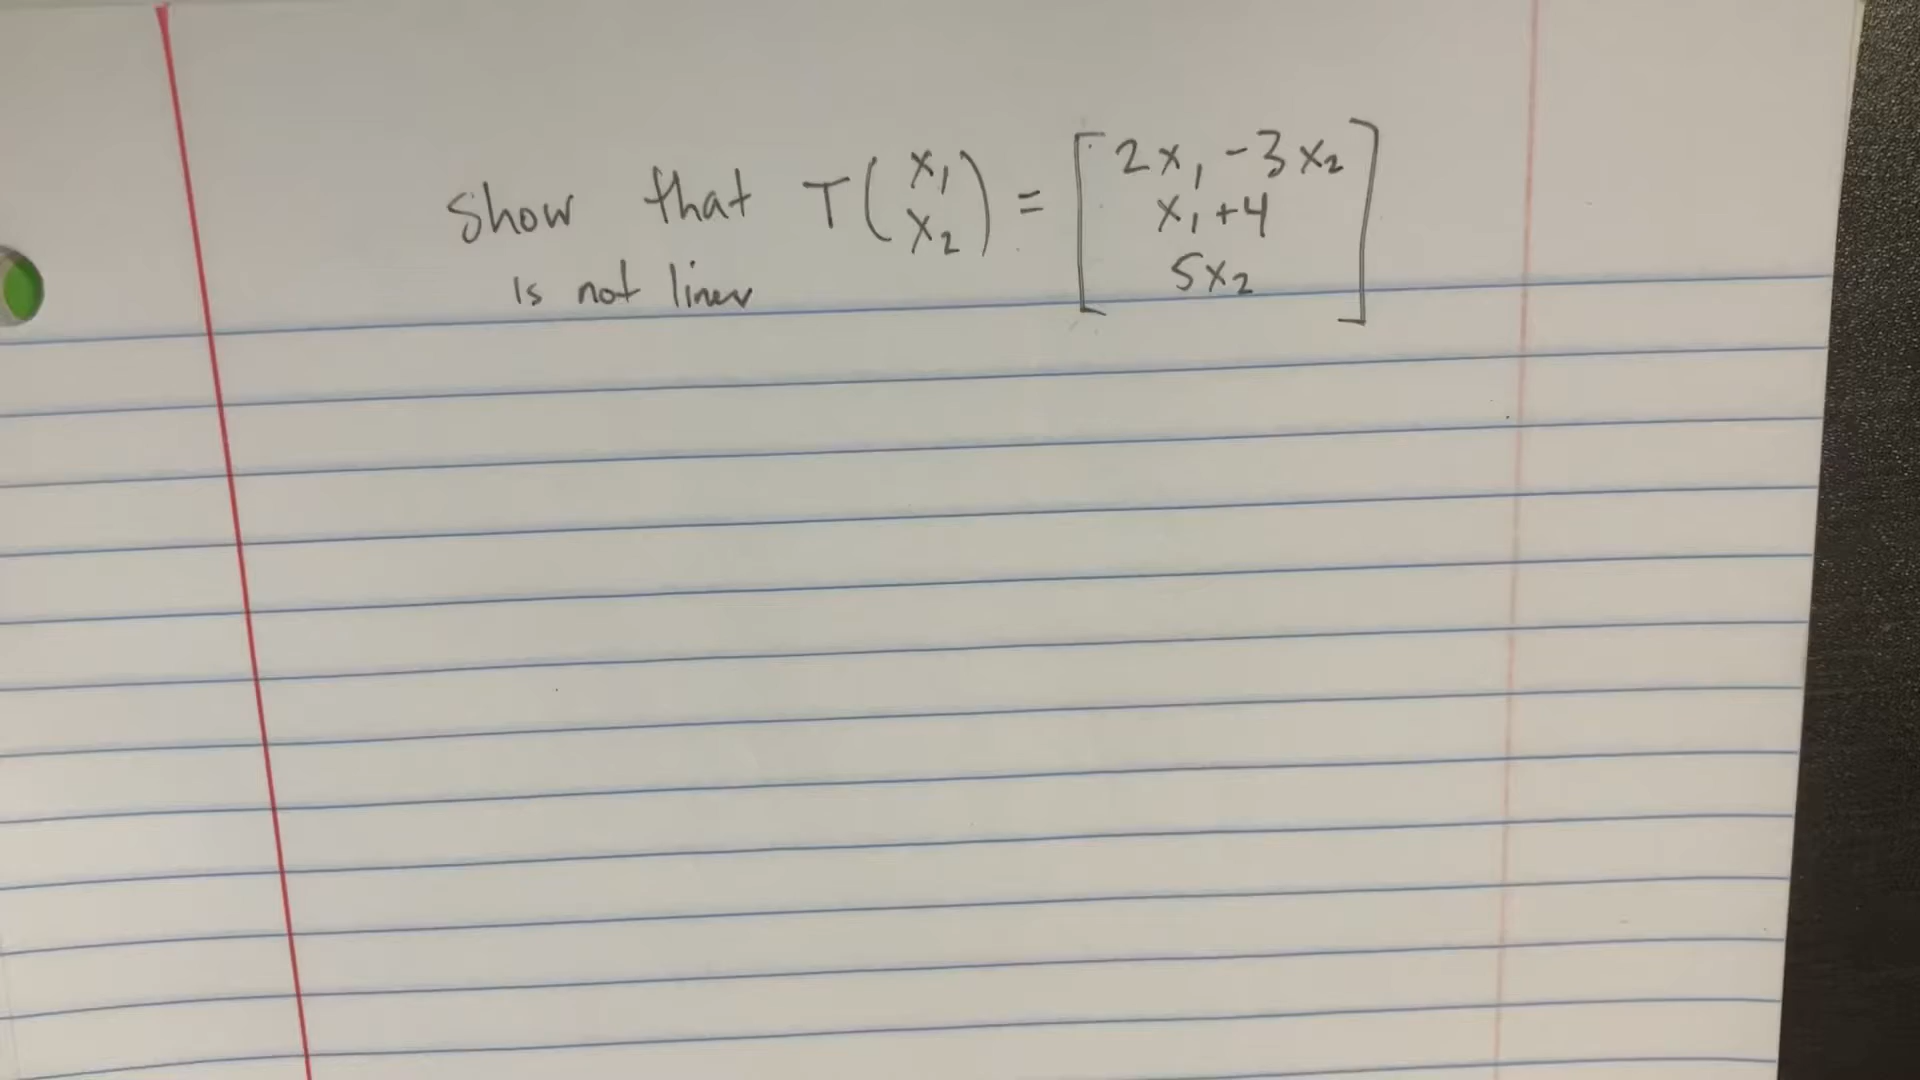 Show that T(x₁ x₂) = [2x₁ - 3x₂
x₁ + 4
5x₂]
is not liner